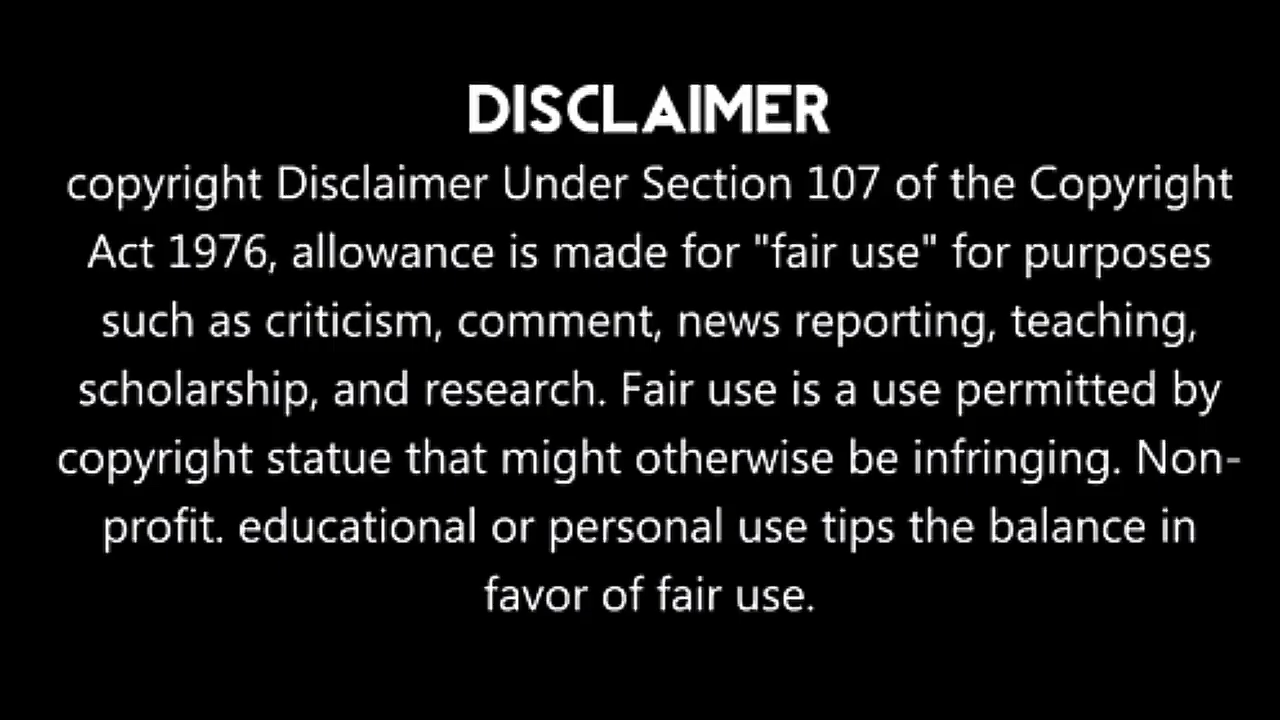 DISCLAIMER
copyright Disclaimer Under Section 107 of the Copyright
Act 1976, allowance is made for "fair use" for purposes
such as criticism, comment, news reporting, teaching,
scholarship, and research. Fair use is a use permitted by
copyright statue that might otherwise be infringing. Non-
profit. educational or personal use tips the balance in
favor of fair use.